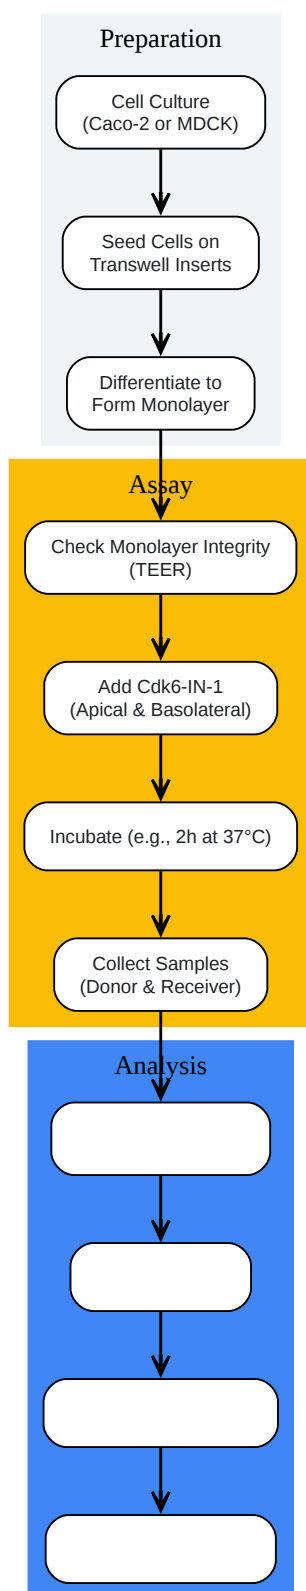 Preparation
Cell Culture
(Caco-2 or MDCK)
Seed Cells on
Transwell Inserts
Differentiate to
Form Monolayer
Assay
Check Monolayer Integrity
(TEER)
Add Cdk6-IN-1
(Apical & Basolateral)
Incubate (e.g., 2h at 37°C)
Collect Samples
(Donor & Receiver)
Analysis